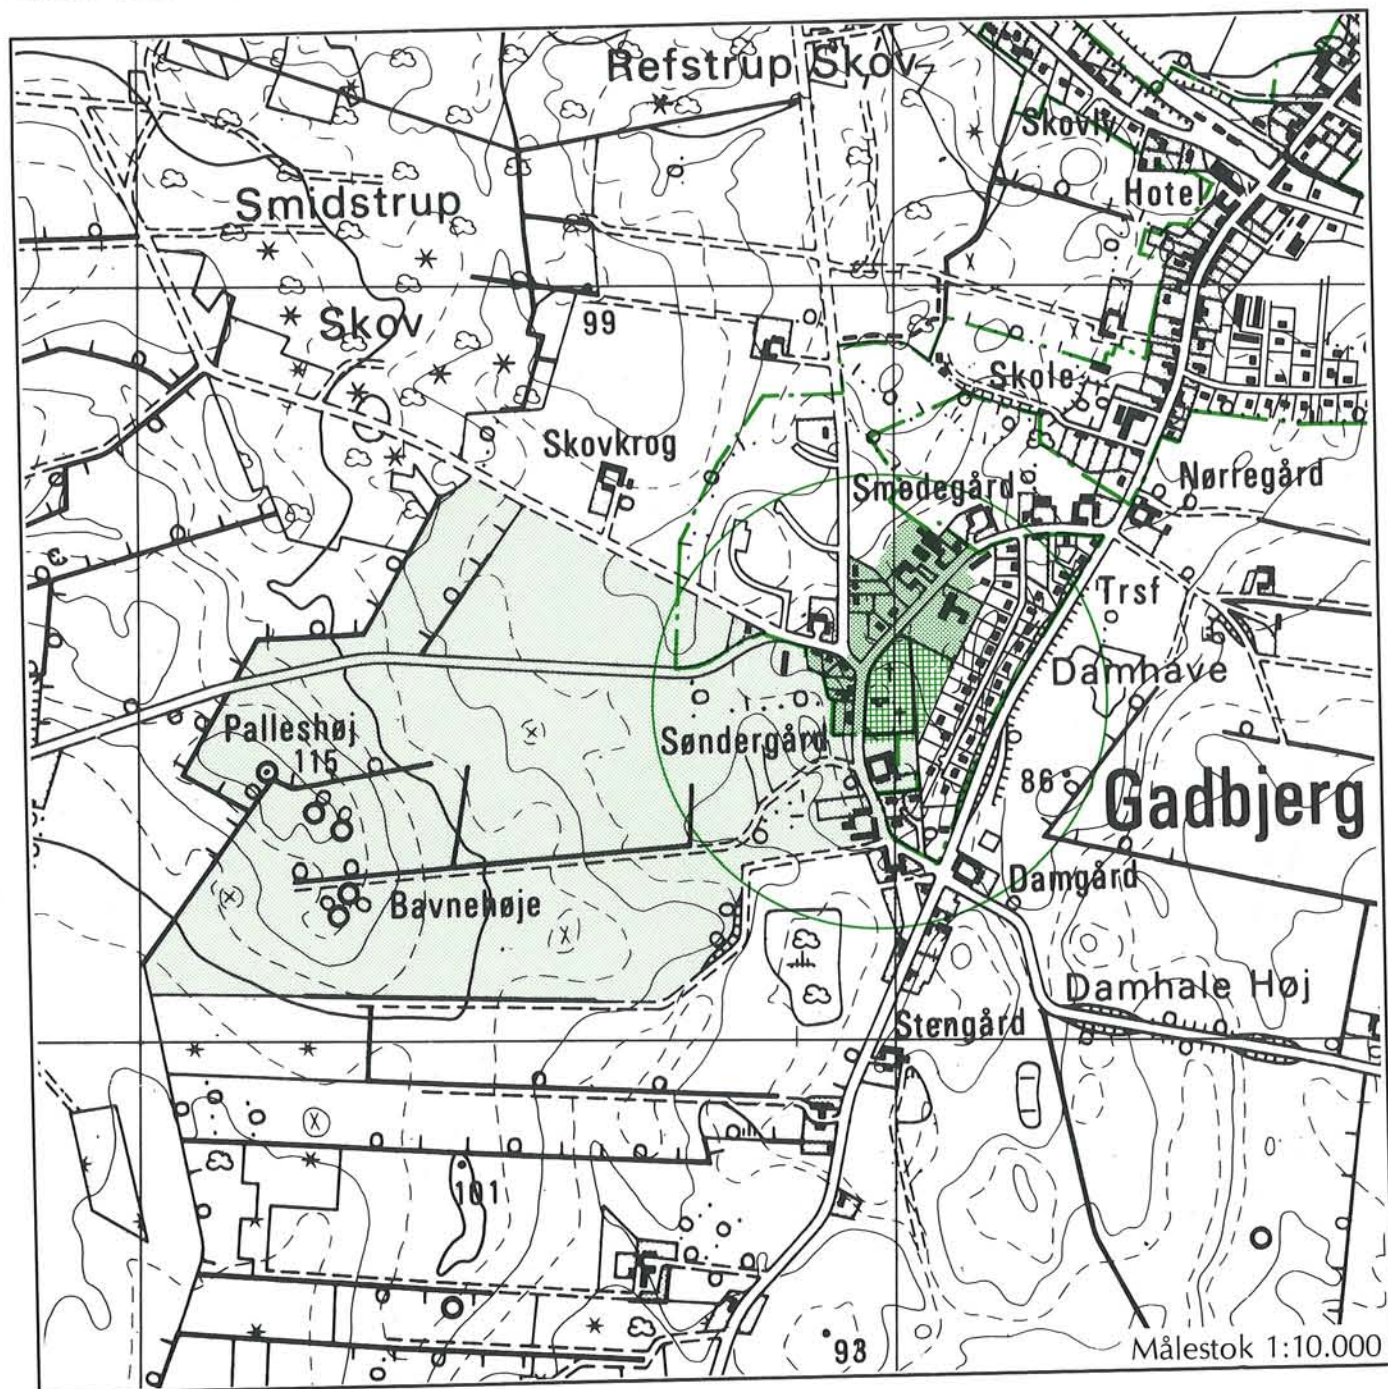 Refstrup Skov
Skovly
Smidstrup
Hotel
Skov
99
Skole
Skovkrog
Smedegård
Nørregård
Trsf
Damhave
Palleshøj
115
Søndergård
86
Gadbjerg
Bavnehøje
Damgård
Damhale Høj
Stengård
101
93
Målestok 1:10.000